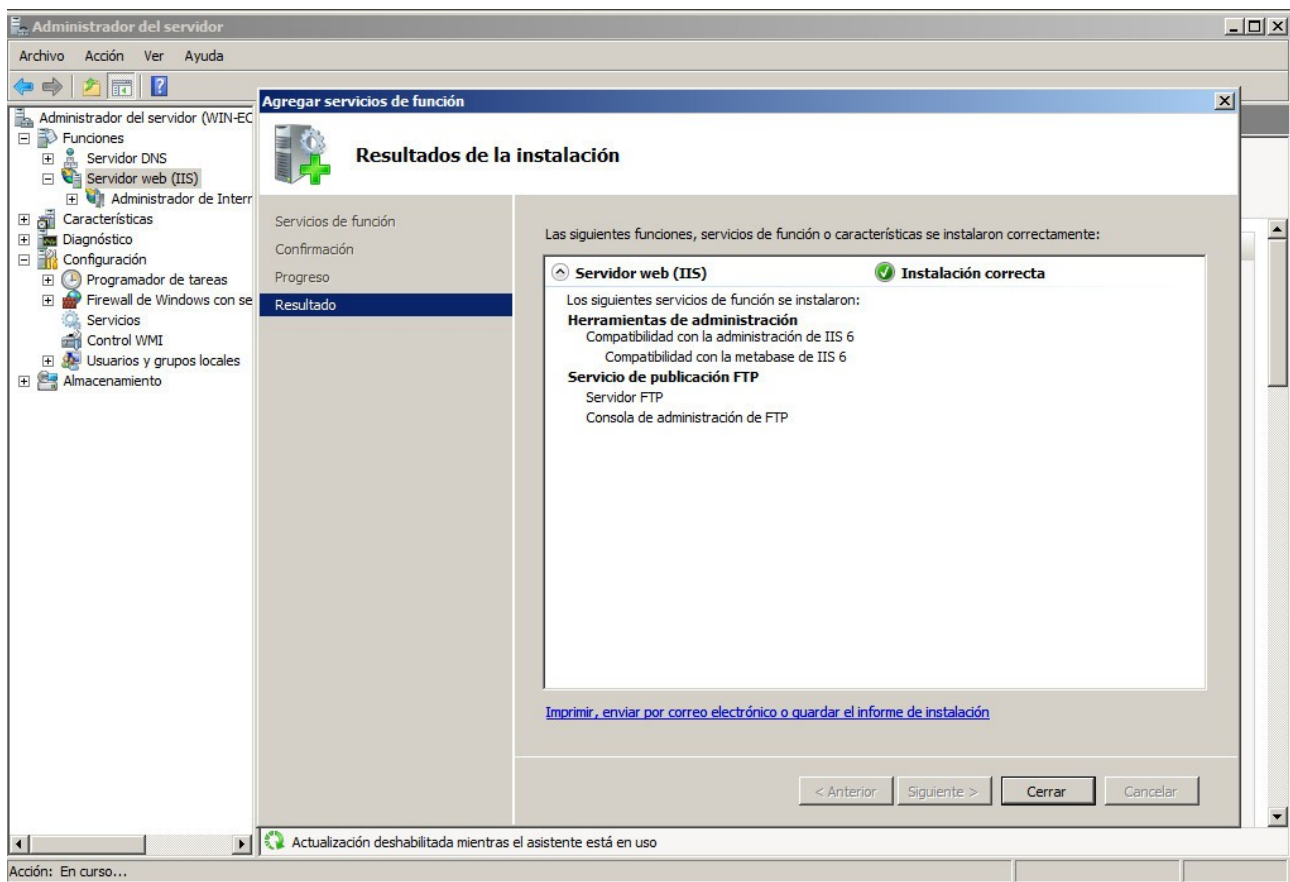 Administrador del servidor
Archivo Acción Ver Ayuda
Administrador del servidor (WIN-EC
Funciones
Servidor DNS
Servidor web (IIS)
Administrador de Interr
Características
Diagnóstico
Configuración
Programador de tareas
Firewall de Windows con se
Servicios
Control WMI
Usuarios y grupos locales
Almacenamiento
Agregar servicios de función
Resultados de la instalación
Servicios de función
Confirmación
Progreso
Resultado
Las siguientes funciones, servicios de función o características se instalaron correctamente:
Servidor web (IIS) Instalación correcta
Los siguientes servicios de función se instalaron:
Herramientas de administración
Compatibilidad con la administración de IIS 6
Compatibilidad con la metabase de IIS 6
Servicio de publicación FTP
Servidor FTP
Consola de administración de FTP
Imprimir, enviar por correo electrónico o guardar el informe de instalación
< Anterior Siguiente > Cerrar Cancelar
Actualización deshabilitada mientras el asistente está en uso
Acción: En curso...